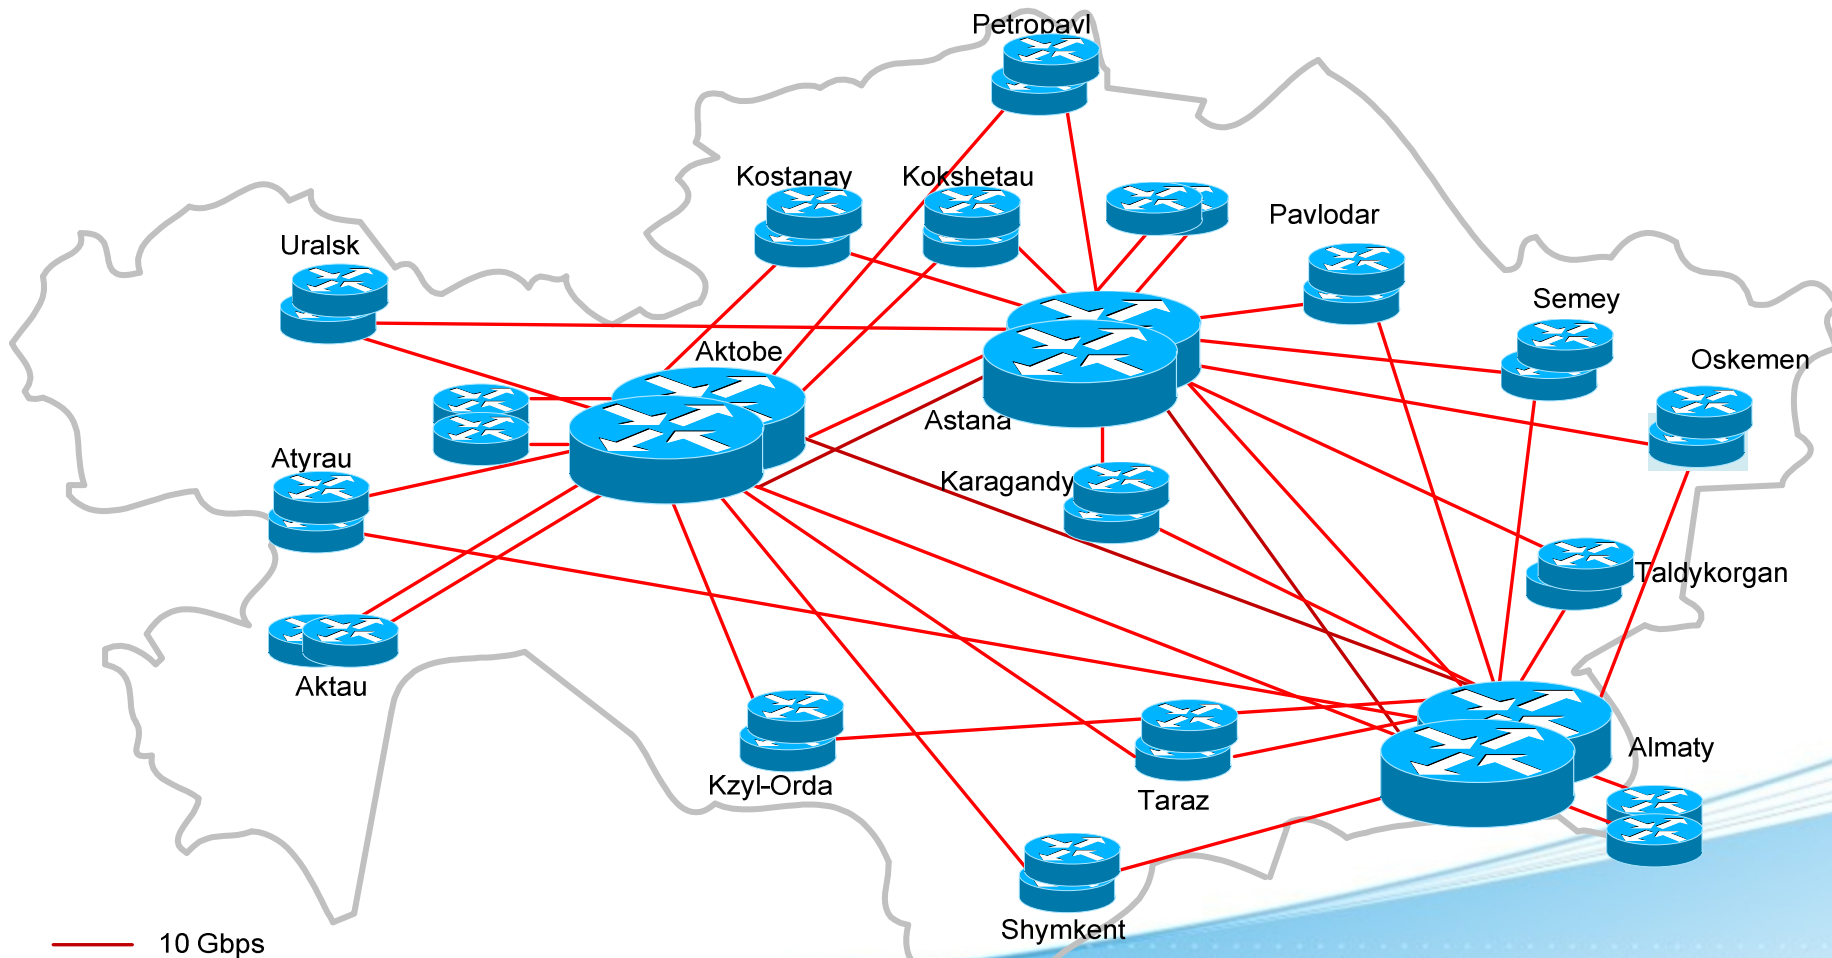 Petropavl
Kostanay
Kokshetau
Pavlodar
Uralsk
Semey
Aktobe
Oskemen
Astana
Atyrau
Karagandy
Taldykorgan
Aktau
Almaty
Kzyl-Orda
Taraz
Shymkent
10 Gbps